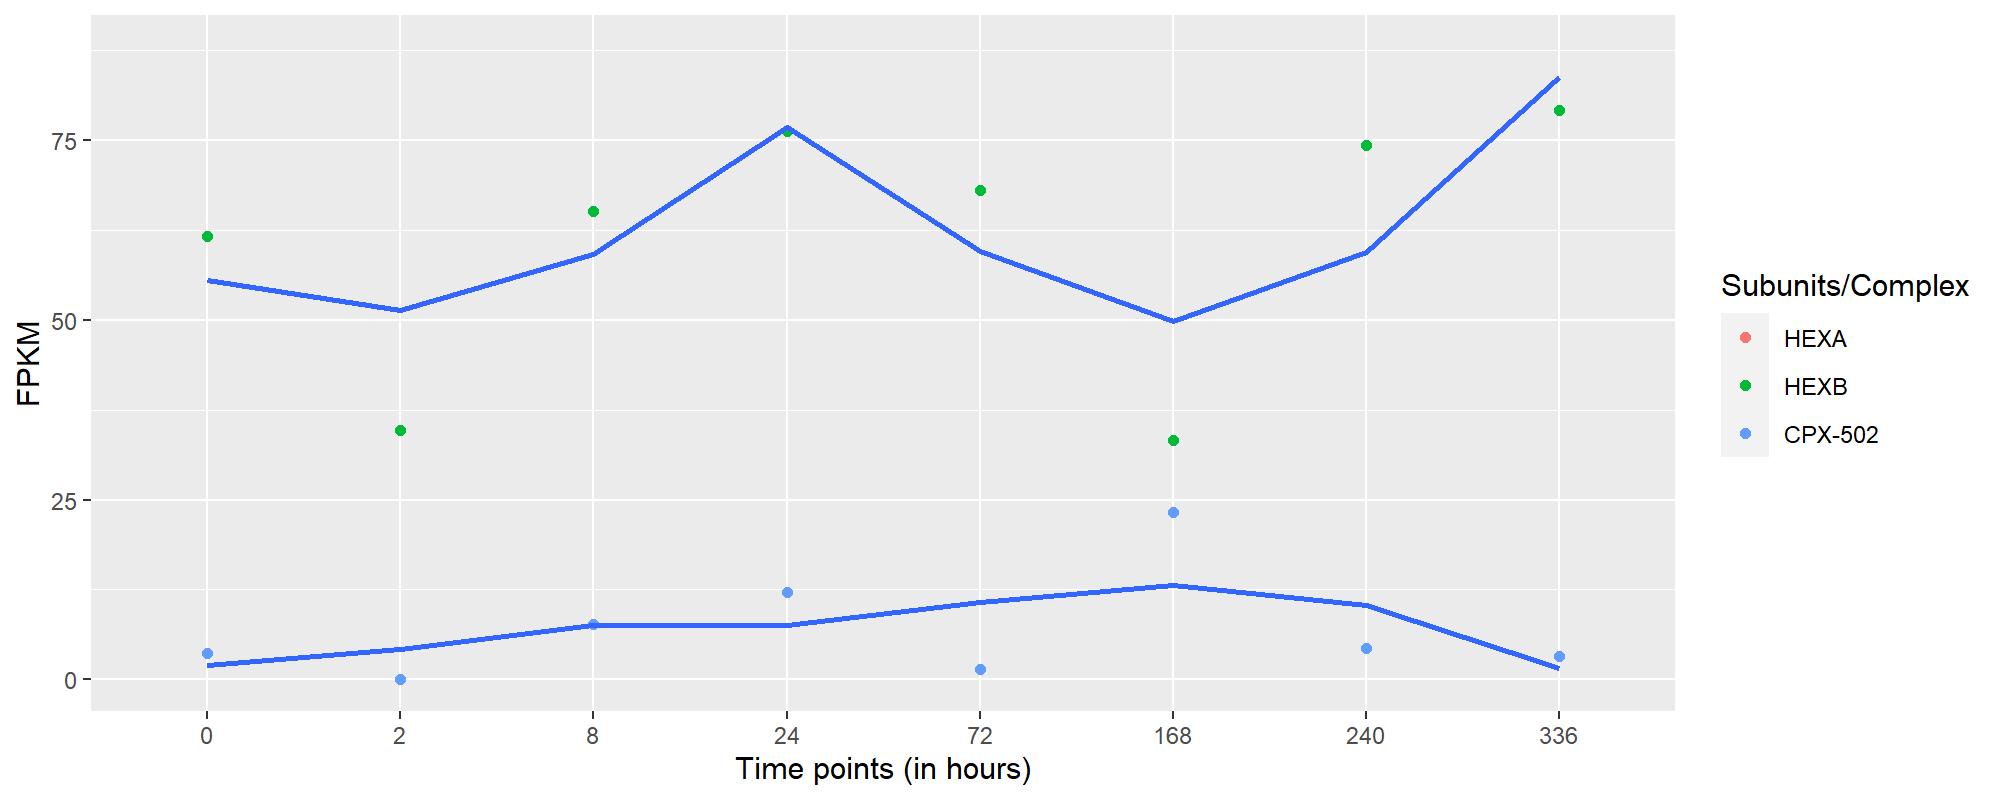 75
50
25
0
FPKM
0 2 8 24 72 168 240 336
Time points (in hours)
Subunits/Complex
HEXA
HEXB
CPX-502